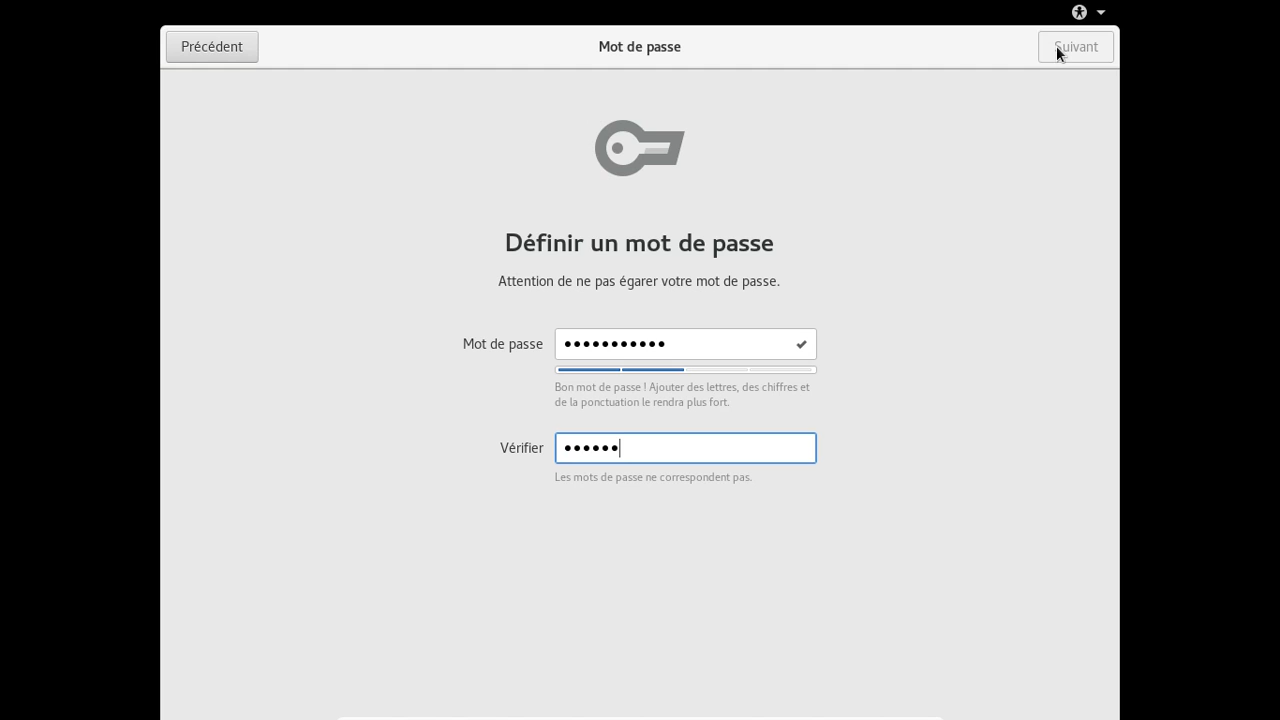 Précédent
Mot de passe
Suivant
Définir un mot de passe
Attention de ne pas égarer votre mot de passe.
Mot de passe ●●●●●●●●●●●
Bon mot de passe ! Ajouter des lettres, des chiffres et
de la ponctuation le rendra plus fort.
Vérifier ●●●●●●
Les mots de passe ne correspondent pas.